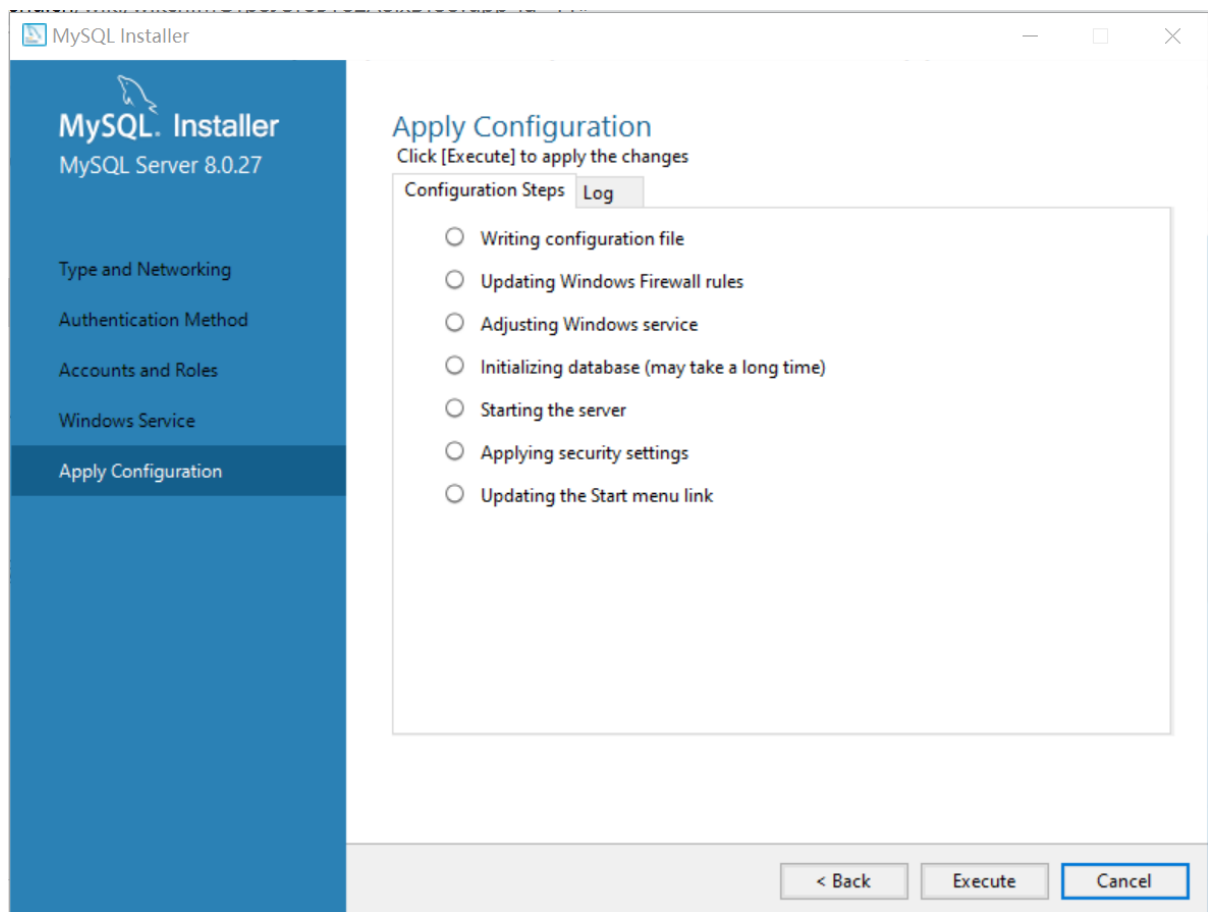 MySQL Installer
MySQL. Installer
MySQL Server 8.0.27
Type and Networking
Authentication Method
Accounts and Roles
Windows Service
Apply Configuration
Apply Configuration
Click [Execute] to apply the changes
Configuration Steps
Log
Writing configuration file
Updating Windows Firewall rules
Adjusting Windows service
Initializing database (may take a long time)
Starting the server
Applying security settings
Updating the Start menu link
< Back
Execute
Cancel